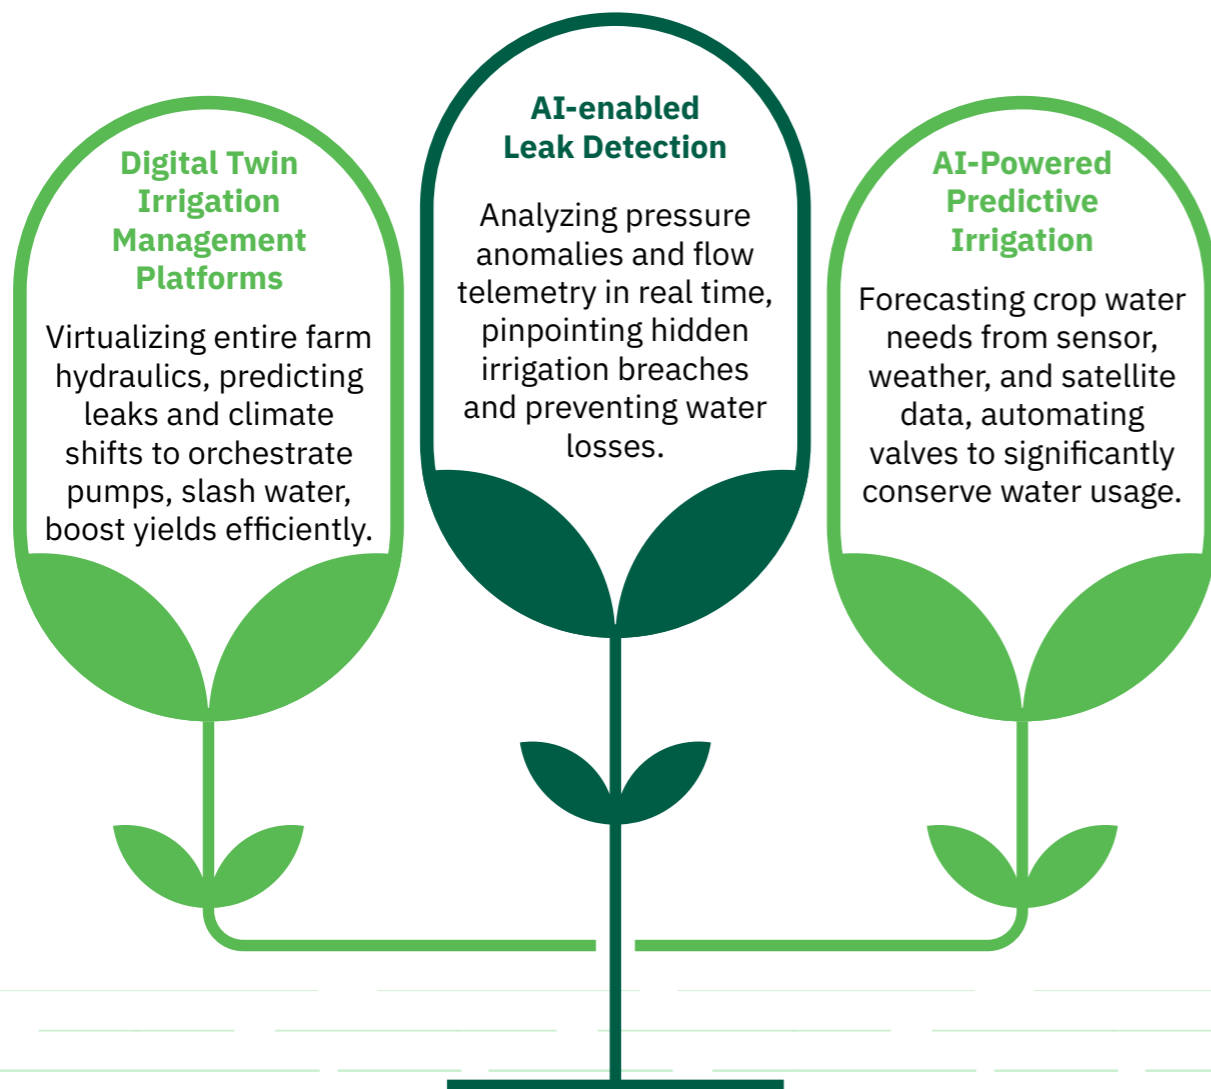 Digital Twin
Irrigation
Management
Platforms
Virtualizing entire farm
hydraulics, predicting
leaks and climate
shifts to orchestrate
pumps, slash water,
boost yields efficiently.
AI-enabled
Leak Detection
Analyzing pressure
anomalies and flow
telemetry in real time,
pinpointing hidden
irrigation breaches
and preventing water
losses.
AI-Powered
Predictive
Irrigation
Forecasting crop water
needs from sensor,
weather, and satellite
data, automating
valves to significantly
conserve water usage.